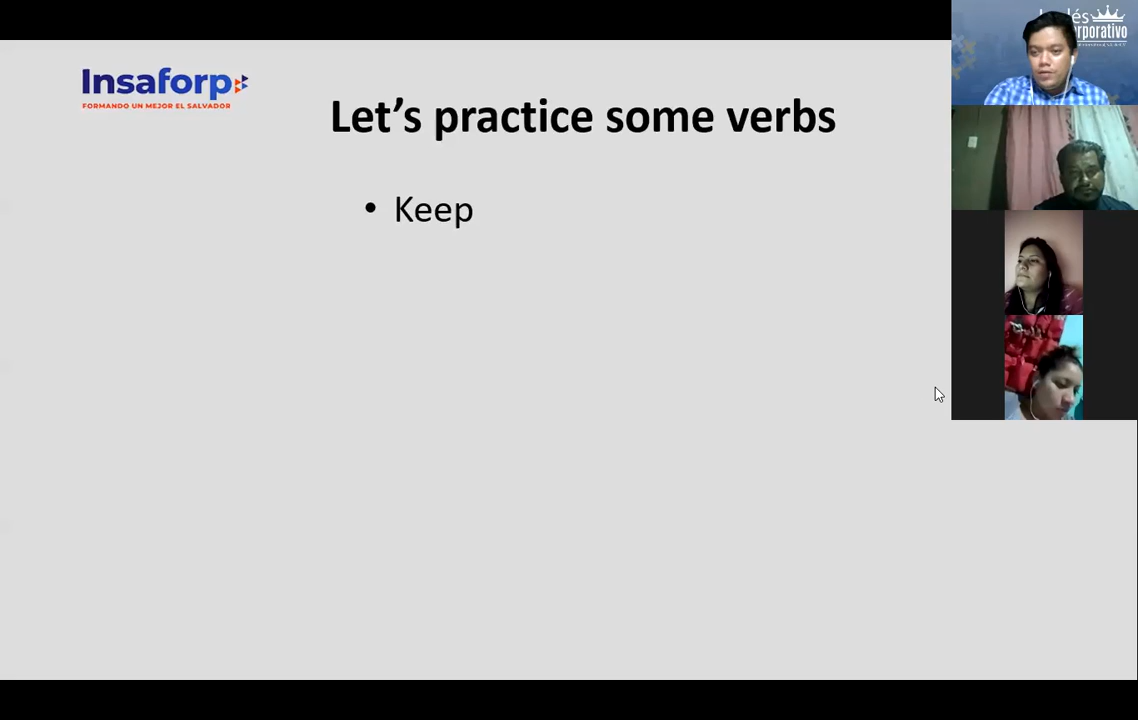 Insaforp
FORMANDO UN MEJOR EL SALVADOR
Let's practice some verbs
• Keep